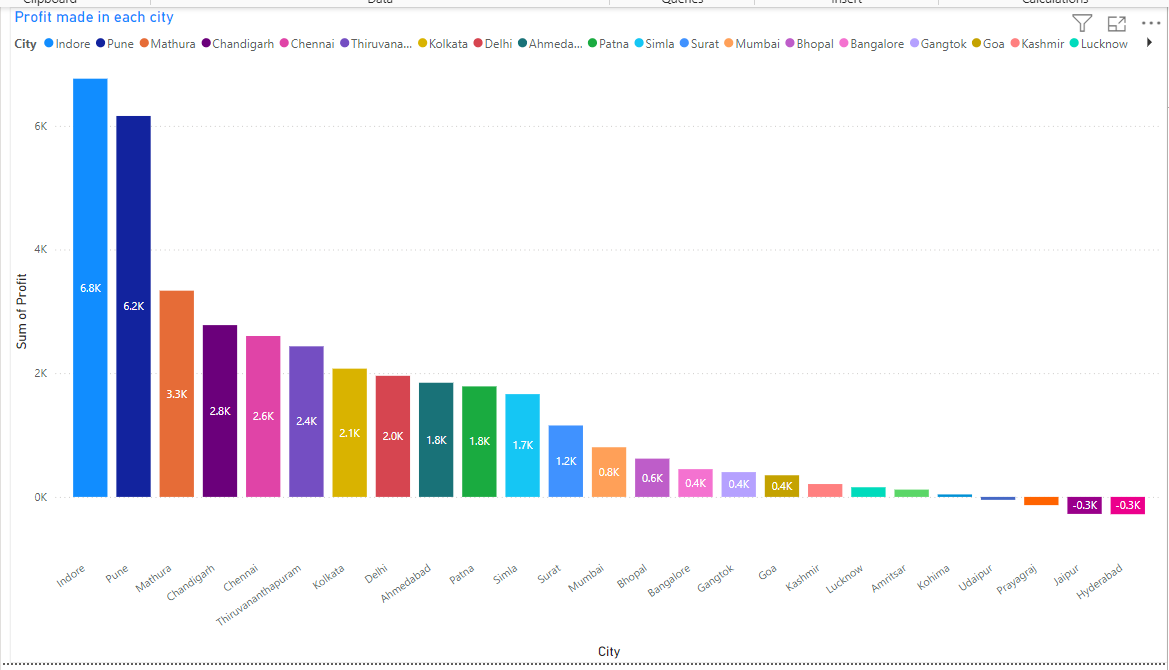 Clipboard Data Queries Insert Calculations
Profit made in each city
City Indore Pune Mathura Chandigarh Chennai Thiruvana... Kolkata Delhi Ahmeda... Patna Simla Surat Mumbai Bhopal Bangalore Gangtok Goa Kashmir Lucknow
6K
4K
2K
0K
Sum of Profit
6.8K
6.2K
3.3K
2.8K
2.6K
2.4K
2.1K
2.0K
1.8K
1.8K
1.7K
1.2K
0.8K
0.6K
0.4K
0.4K
0.4K
-0.3K
-0.3K
Indore
Pune
Mathura
Chandigarh
Chennai
Thiruvananthapuram
Kolkata
Delhi
Ahmedabad
Patna
Simla
Surat
Mumbai
Bhopal
Bangalore
Gangtok
Goa
Kashmir
Lucknow
Amritsar
Kohima
Udaipur
Prayagraj
Jaipur
Hyderabad
City